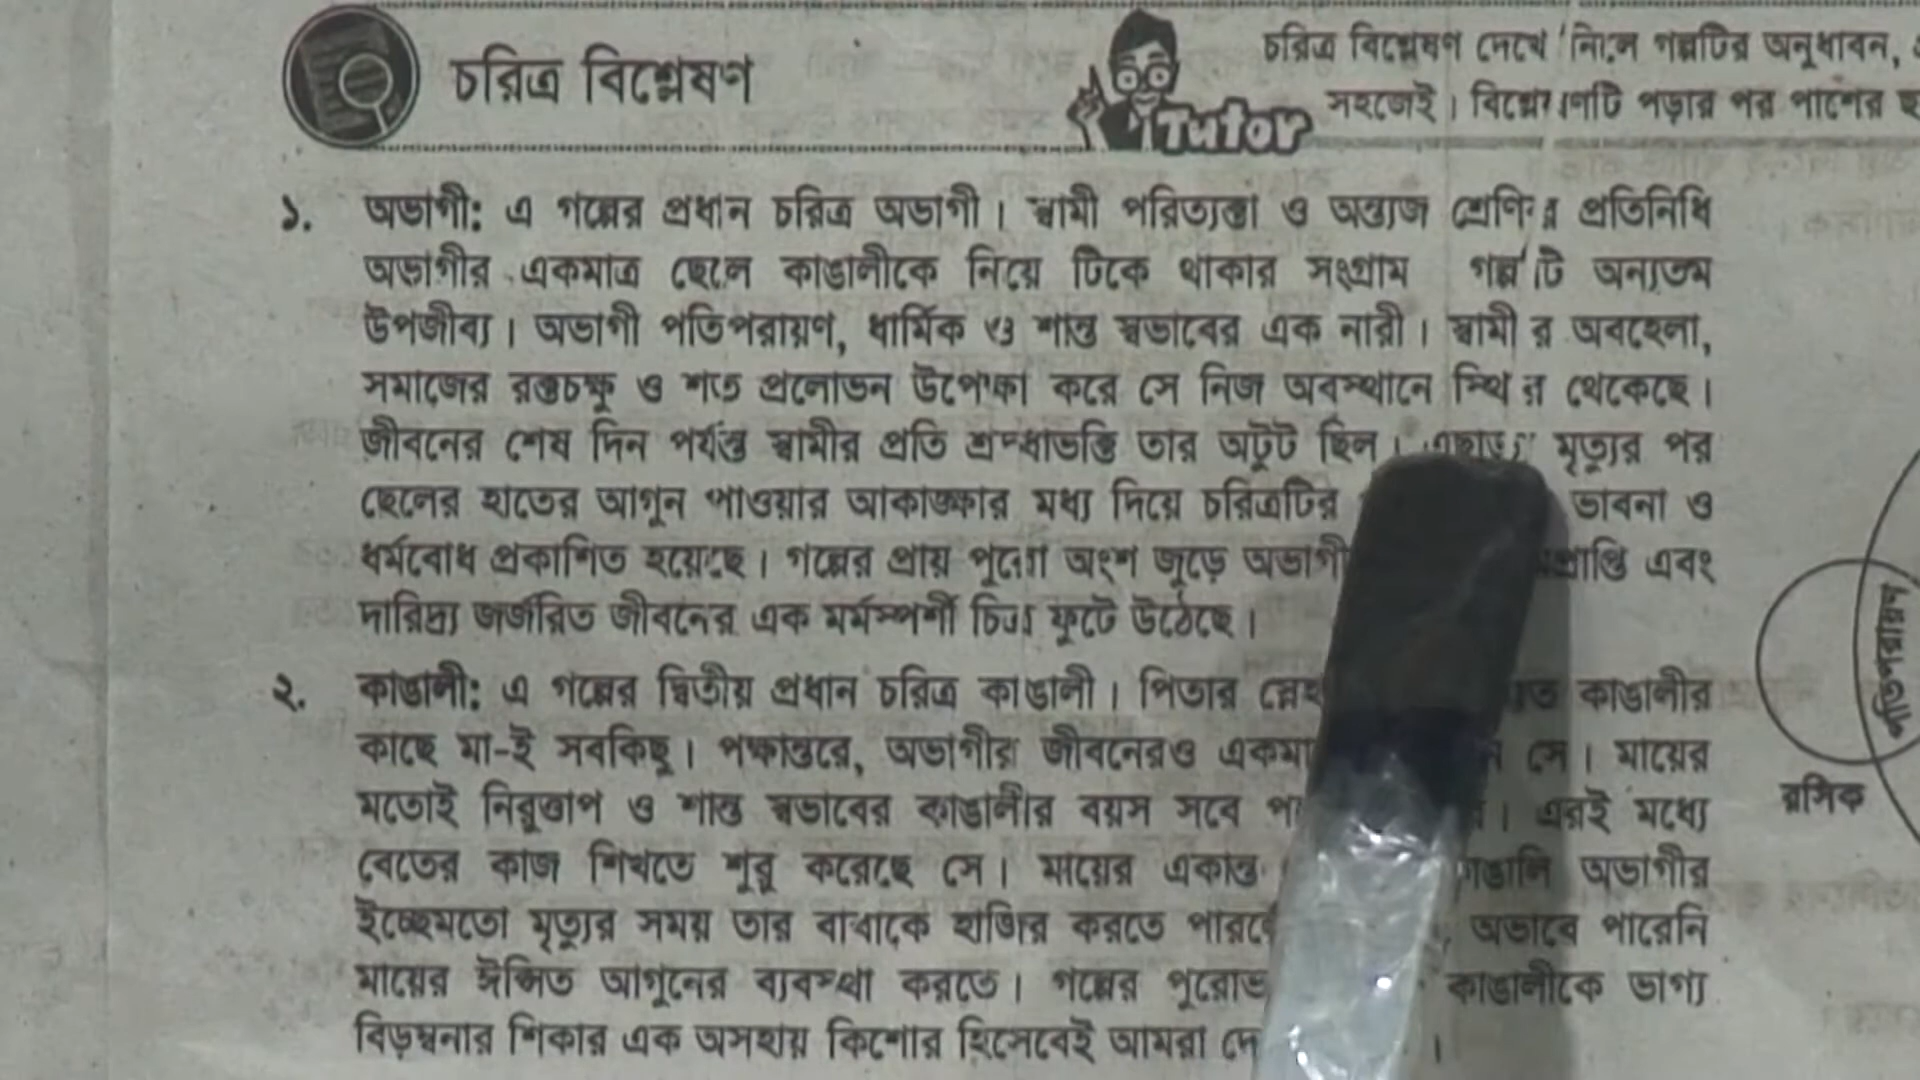 চরিত্র বিশ্লেষণ
Tutor
চরিত্র বিশ্লেষণ দেখে নিলে গল্পটির অনুধাবন,
সহজেই। বিশ্লেষণটি পড়ার পর পাশের
১. অভাগী: এ গল্পের প্রধান চরিত্র অভাগী। স্বামী পরিত্যক্তা ও অন্ত্যজ শ্রেণির প্রতিনিধি
অভাগীর একমাত্র ছেলে কাঙালীকে নিয়ে টিকে থাকার সংগ্রাম গল্পটি অন্যতম
উপজীব্য। অভাগী পতিপরায়ণ, ধার্মিক ও শান্ত স্বভাবের এক নারী। স্বামীর অবহেলা,
সমাজের রক্তচক্ষু ও শত প্রলোভন উপেক্ষা করে সে নিজ অবস্থানে স্থির থেকেছে।
জীবনের শেষ দিন পর্যন্ত স্বামীর প্রতি শ্রদ্ধাভক্তি তার অটুট ছিল। এছাড়া মৃত্যুর পর
ছেলের হাতের আগুন পাওয়ার আকাঙ্ক্ষার মধ্য দিয়ে চরিত্রটির ভাবনা ও
ধর্মবোধ প্রকাশিত হয়েছে। গল্পের প্রায় পুরো অংশ জুড়ে এবং
দারিদ্র্য জর্জরিত জীবনের এক মর্মস্পর্শী চিত্র ফুটে উঠেছে।
২. কাঙালী: এ গল্পের দ্বিতীয় প্রধান চরিত্র কাঙালী। পিতার কাঙালীর
কাছে মা-ই সবকিছু। পক্ষান্তরে, অভাগীর জীবনেরও সে। মায়ের
মতোই নিরুত্তাপ ও শান্ত স্বভাবের কাঙালীর বয়স সবে এরই মধ্যে
বেতের কাজ শিখতে শুরু করেছে সে। মায়ের একান্ত অভাগীর
ইচ্ছেমতো মৃত্যুর সময় তার বাবাকে হাজির করতে অভাবে পারেনি
মায়ের ঈপ্সিত আগুনের ব্যবস্থা করতে। গল্পের কাঙালীকে ভাগ্য
বিড়ম্বনার শিকার এক অসহায় কিশোর হিসেবেই আমরা
পতিপরায়ণ
রসিক